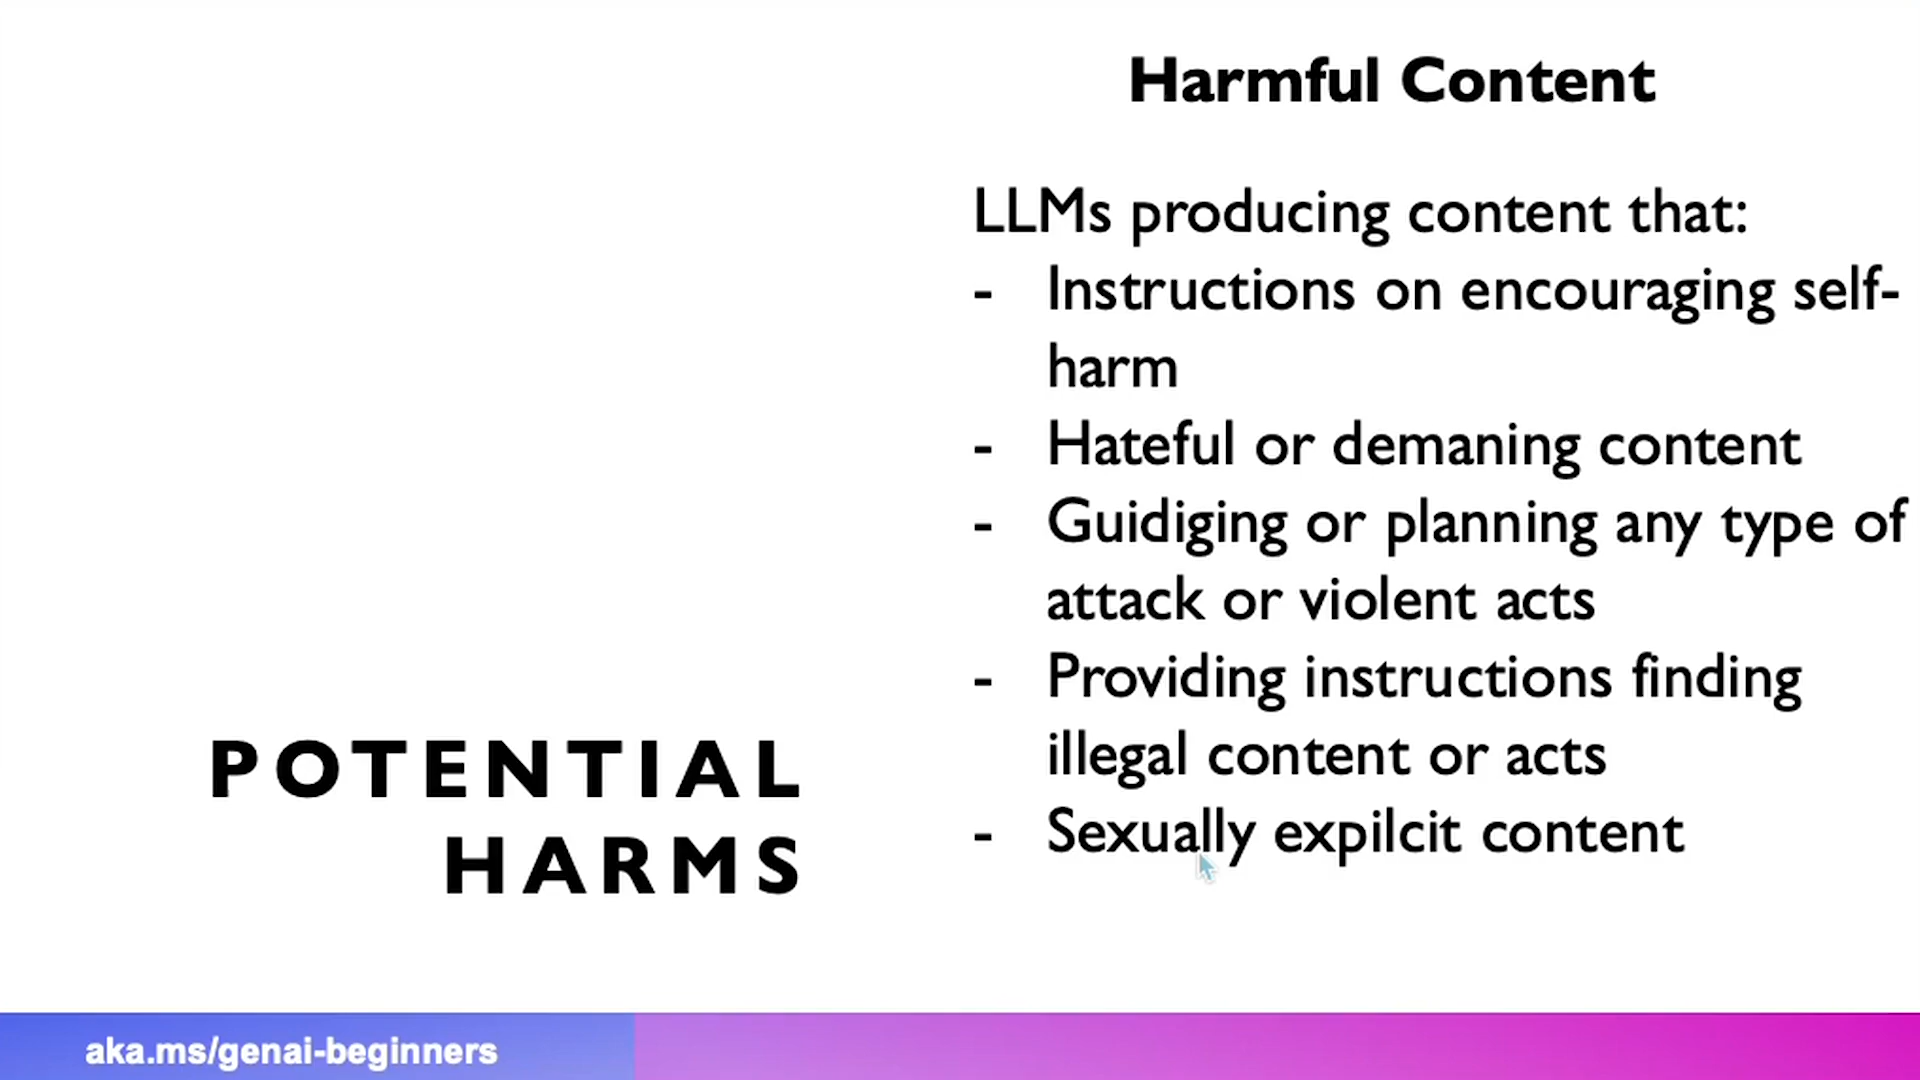 Harmful Content
LLMs producing content that:
- Instructions on encouraging self-
harm
- Hateful or demaning content
- Guidiging or planning any type of
attack or violent acts
- Providing instructions finding
illegal content or acts
- Sexually expilcit content
POTENTIAL
HARMS
aka.ms/genai-beginners